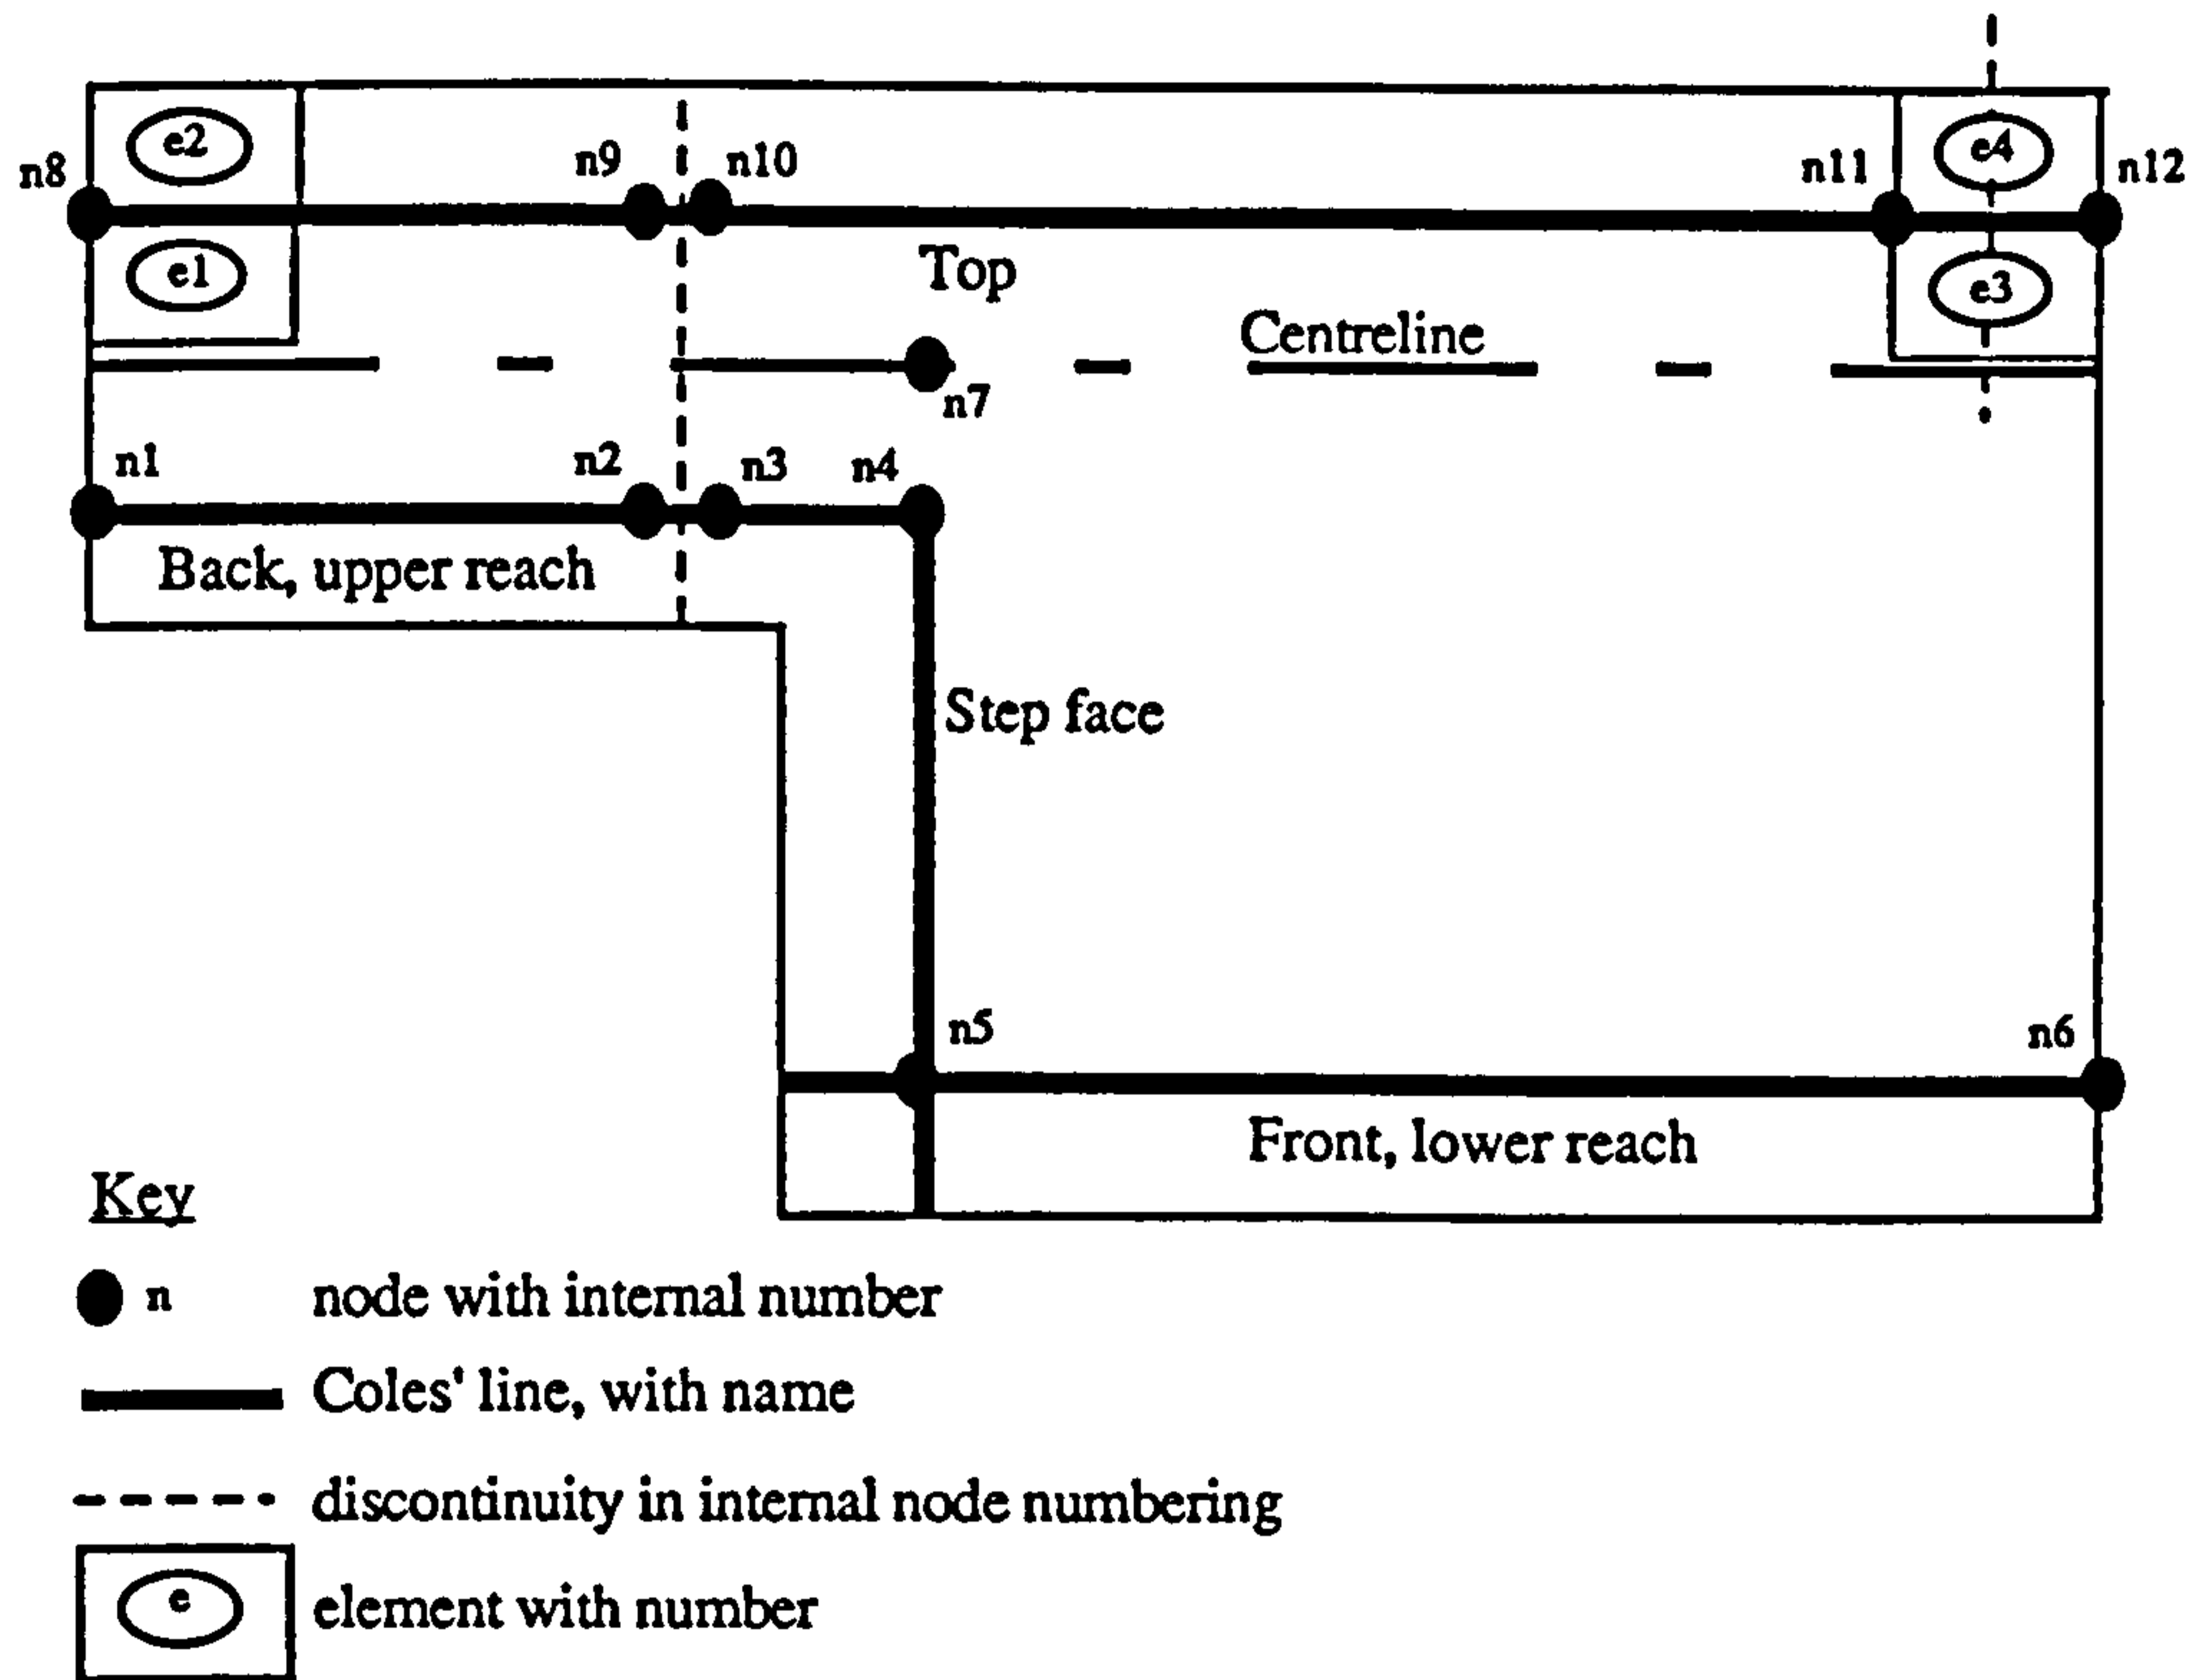 e2
e4
n8
n9
n10
n11
n12
e1
Top
e3
Centreline
n7
n1
n2
n3
n4
Back, upper reach
Step face
n5
n6
Front, lower reach
Key
n node with internal number
Coles' line, with name
discontinuity in internal node numbering
e element with number